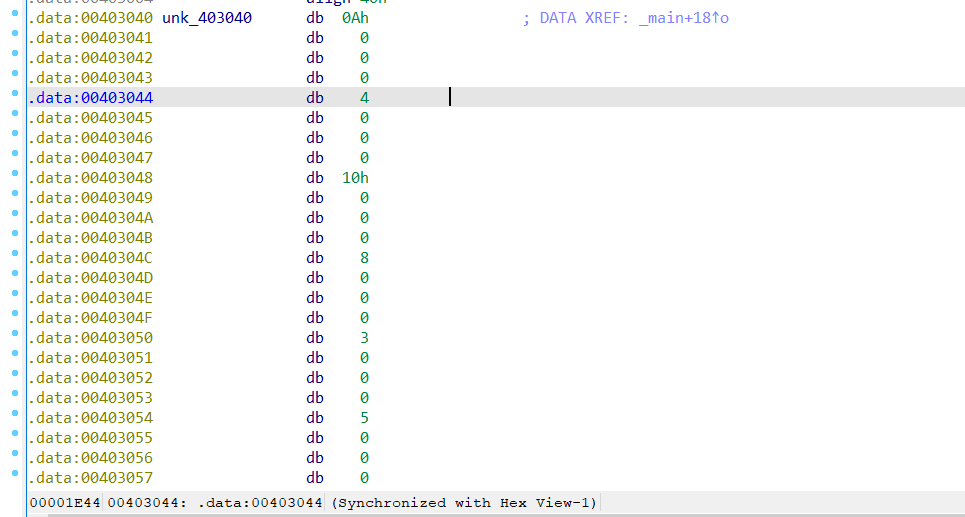 .data:00403040 unk_403040 db 0Ah ; DATA XREF: _main+18↑o
.data:00403041 db 0
.data:00403042 db 0
.data:00403043 db 0
.data:00403044 db 4
.data:00403045 db 0
.data:00403046 db 0
.data:00403047 db 0
.data:00403048 db 10h
.data:00403049 db 0
.data:0040304A db 0
.data:0040304B db 0
.data:0040304C db 8
.data:0040304D db 0
.data:0040304E db 0
.data:0040304F db 0
.data:00403050 db 3
.data:00403051 db 0
.data:00403052 db 0
.data:00403053 db 0
.data:00403054 db 5
.data:00403055 db 0
.data:00403056 db 0
.data:00403057 db 0
00001E44 00403044: .data:00403044 (Synchronized with Hex View-1)